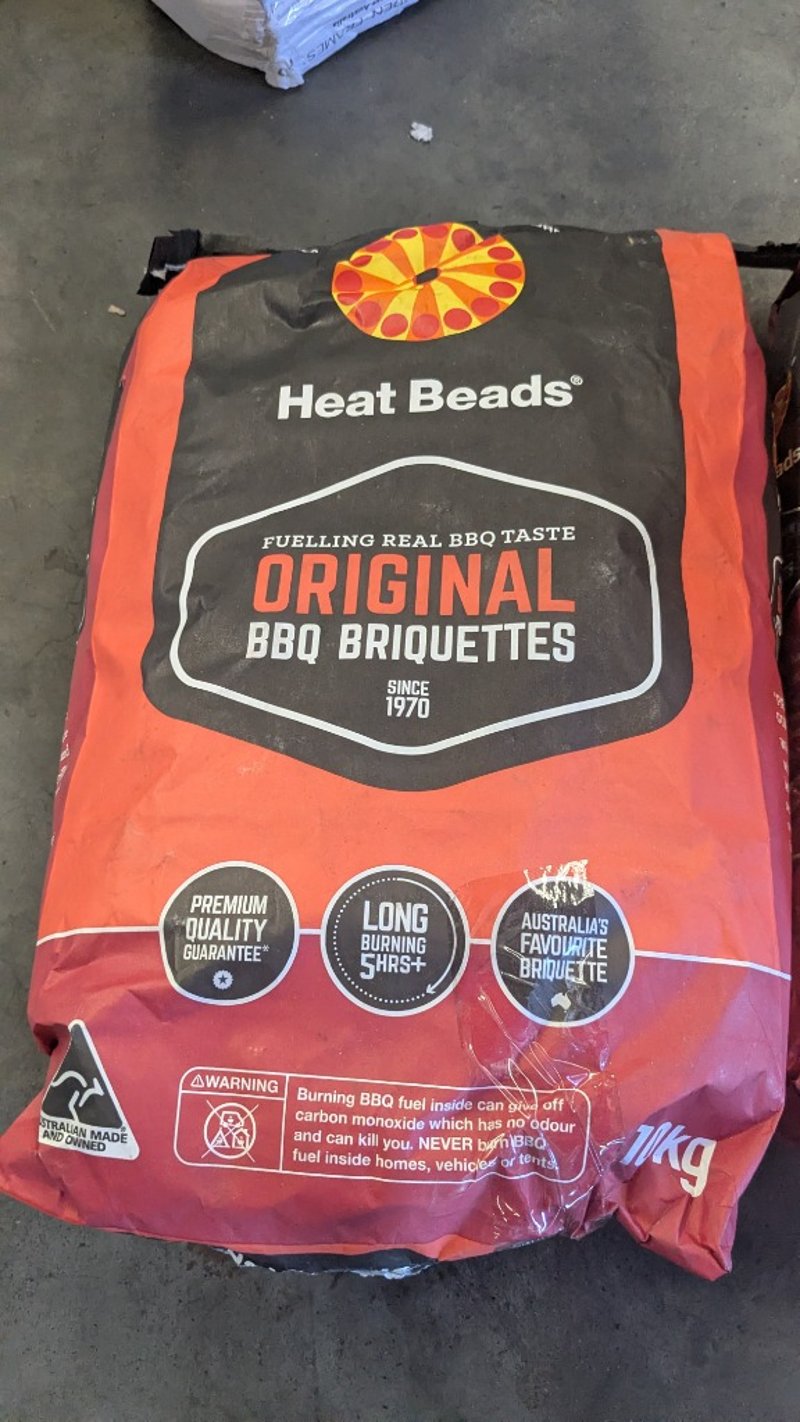 Heat Beads®
FUELLING REAL BBQ TASTE
ORIGINAL
BBQ BRIQUETTES
SINCE
1970
PREMIUM
QUALITY
GUARANTEE*
LONG
BURNING
5HRS+
AUSTRALIA'S
FAVOURITE
BRIQUETTE
STRALIAN MADE
AND OWNED
⚠WARNING
Burning BBQ fuel inside can give off
carbon monoxide which has no odour
and can kill you. NEVER burn BBQ
fuel inside homes, vehicles or tents.
10kg
ads